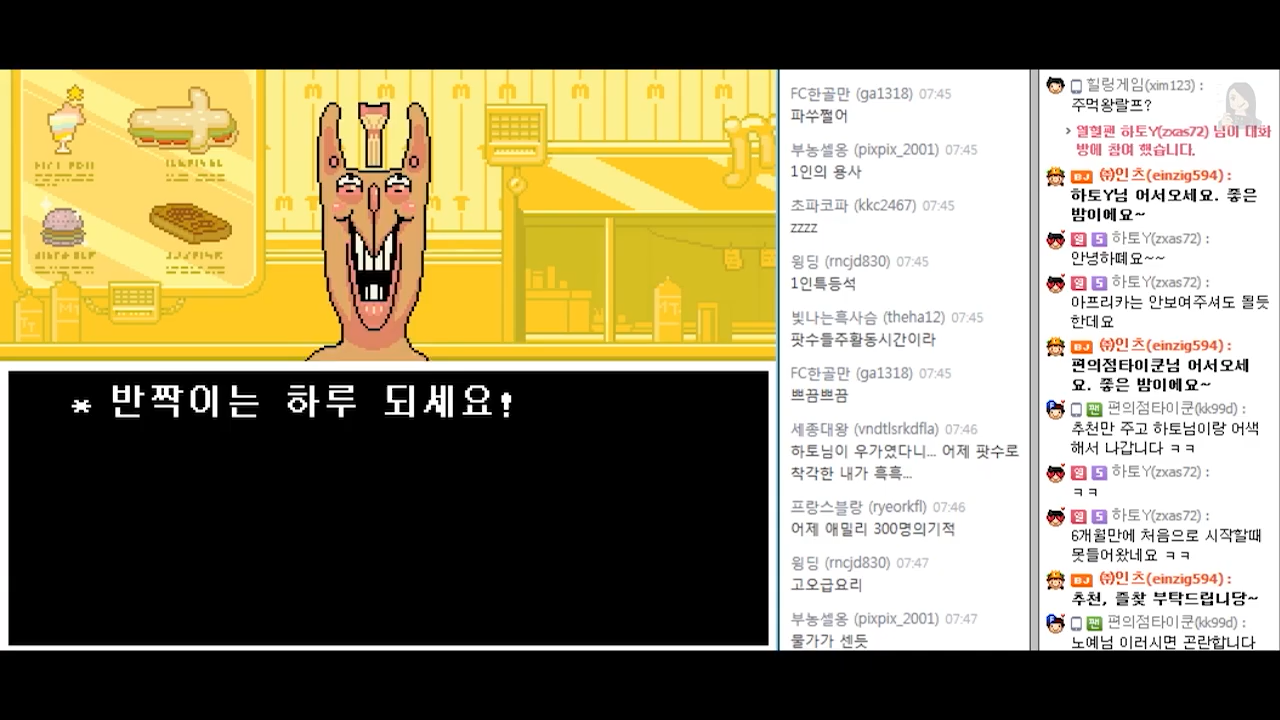 * 반짝이는 하루 되세요!
FC한골만 (ga1318) 07:45
파쑤쩔어
부농셀옹 (pixpix_2001) 07:45
1인의 용사
초파코파 (kkc2467) 07:45
zzzz
윙딩 (rncjd830) 07:45
1인특등석
빛나는흑사슴 (theha12) 07:45
팟수들주활동시간이라
FC한골만 (ga1318) 07:45
쁘끔쁘끔
세종대왕 (vndtlsrkdfla) 07:46
하토님이 우가였다니... 어제 팟수로
착각한 내가 흑흑...
프랑스블랑 (ryeorkfl) 07:46
어제 애밀리 300명의기적
윙딩 (rncjd830) 07:47
고오급요리
부농셀옹 (pixpix_2001) 07:47
물가가 센듯
힐링게임(xim123) :
주먹왕랄프?
열혈팬 하토Y(zxas72) 님이 대화
방에 참여 했습니다.
BJ ㈜인 츠(einzig594) :
하토Y님 어서오세요. 좋은
밤이에요~
열 S 하토Y(zxas72) :
안녕하떼요~~
열 S 하토Y(zxas72) :
아프리카는 안보여주셔도 될듯
한데요
BJ ㈜인 츠(einzig594) :
편의점타이쿤님 어서오세
요. 좋은 밤이에요~
팬 편의점타이쿤(kk99d) :
추천만 주고 하토님이랑 어색
해서 나갑니다 ㅋㅋ
열 S 하토Y(zxas72) :
ㅋㅋ
열 S 하토Y(zxas72) :
6개월만에 처음으로 시작할때
못들어왔네요 ㅋㅋ
BJ ㈜인 츠(einzig594) :
추천, 즐찾 부탁드립니당~
팬 편의점타이쿤(kk99d) :
노예님 이러시면 곤란합니다